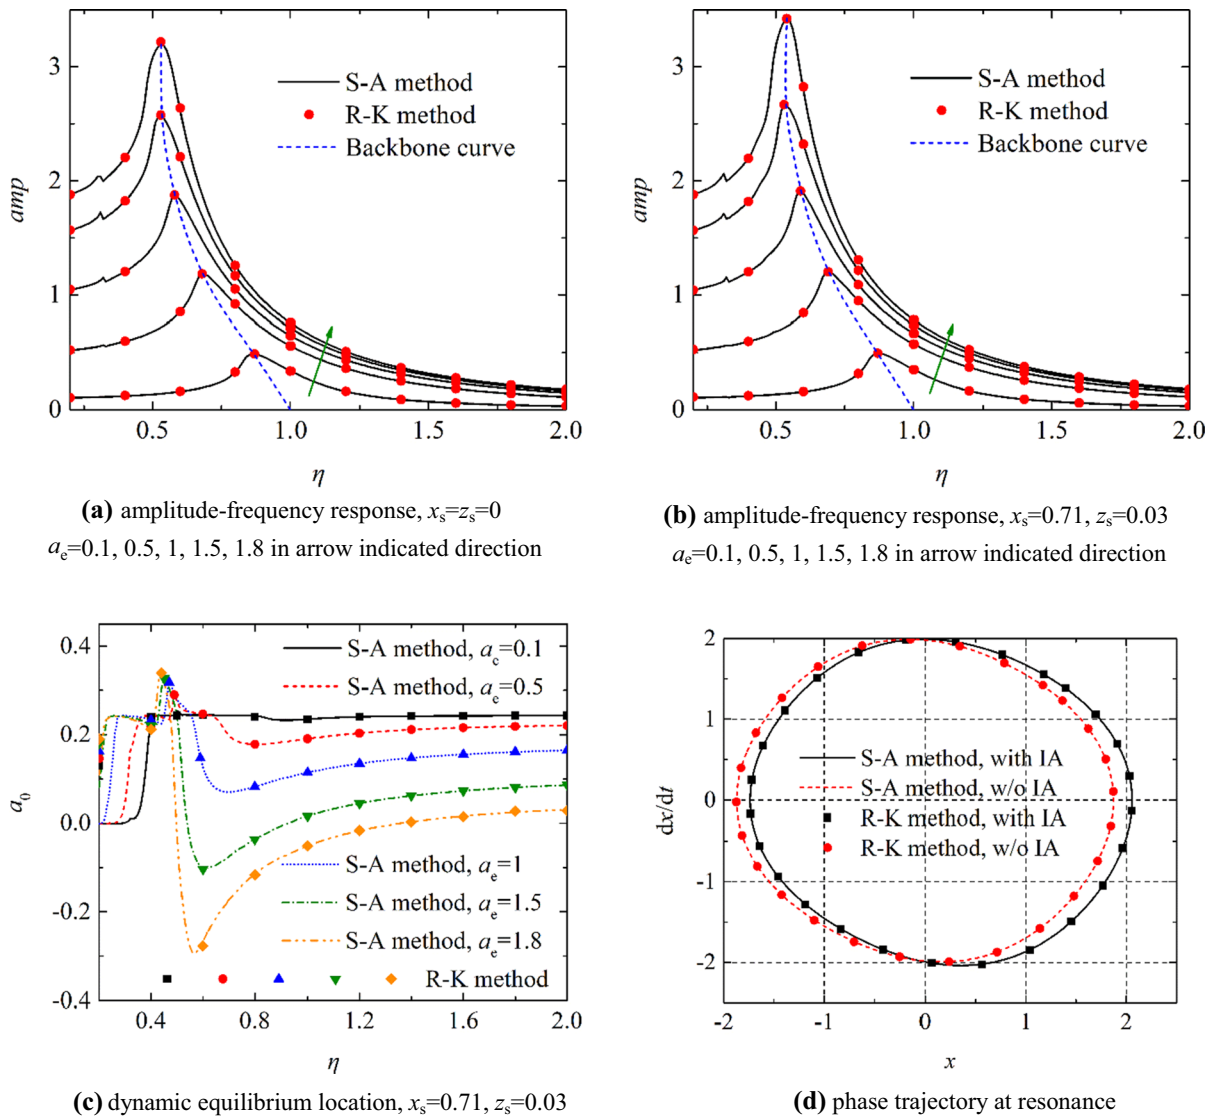 3
2
1
0
amp
0.5
1.0
1.5
2.0
η
S-A method
R-K method
Backbone curve
(a) amplitude-frequency response, xs=zs=0
ae=0.1, 0.5, 1, 1.5, 1.8 in arrow indicated direction
3
2
1
0
amp
0.5
1.0
1.5
2.0
η
S-A method
R-K method
Backbone curve
(b) amplitude-frequency response, xs=0.71, zs=0.03
ae=0.1, 0.5, 1, 1.5, 1.8 in arrow indicated direction
0.4
0.2
0.0
-0.2
-0.4
a0
0.4
0.8
1.2
1.6
2.0
η
S-A method, ae=0.1
S-A method, ae=0.5
S-A method, ae=1
S-A method, ae=1.5
S-A method, ae=1.8
R-K method
(c) dynamic equilibrium location, xs=0.71, zs=0.03
2
1
0
-1
-2
dx/dt
-2
-1
0
1
2
x
S-A method, with IA
S-A method, w/o IA
R-K method, with IA
R-K method, w/o IA
(d) phase trajectory at resonance